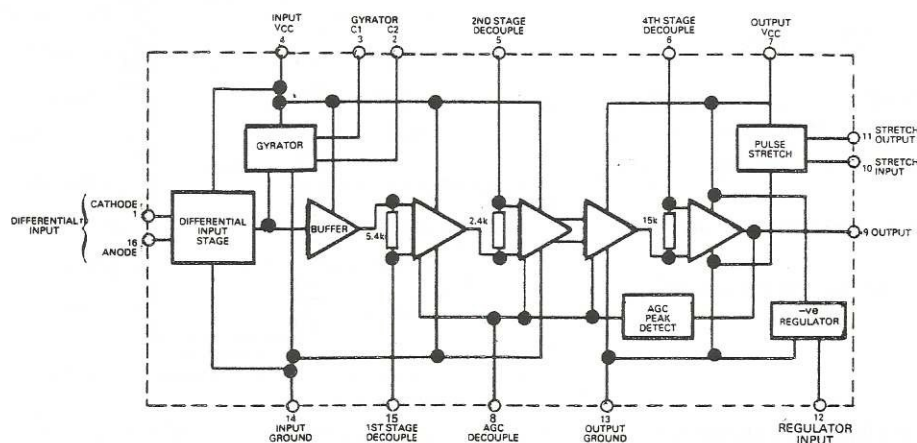 INPUT
VCC
4
GYRATOR
C1 C2
3 2
2ND STAGE
DECOUPLE
5
4TH STAGE
DECOUPLE
6
OUTPUT
VCC
7
GYRATOR
PULSE
STRETCH
11 STRETCH
OUTPUT
STRETCH
10 INPUT
DIFFERENTIAL
INPUT
CATHODE
1
16
ANODE
DIFFERENTIAL
INPUT
STAGE
BUFFER
5.4k
2.4k
15k
9 OUTPUT
AGC
PEAK
DETECT
-ve
REGULATOR
14
INPUT
GROUND
15
1ST STAGE
DECOUPLE
8
AGC
DECOUPLE
13
OUTPUT
GROUND
12
REGULATOR
INPUT